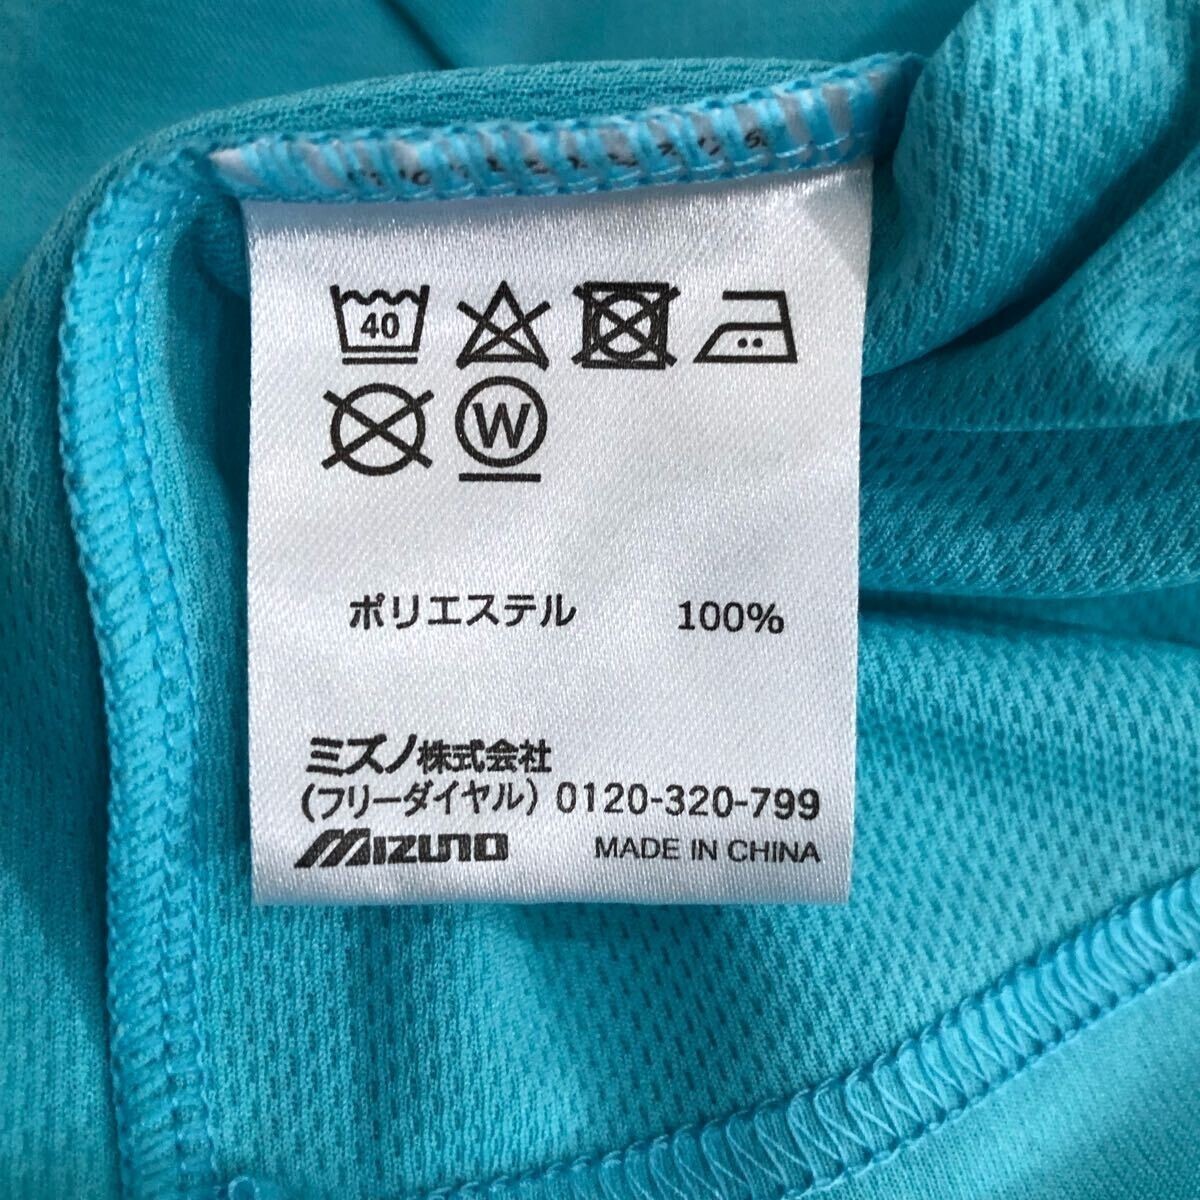 40
W
ポリエステル 100%
ミズノ株式会社
(フリーダイヤル) 0120-320-799
MIZUNO MADE IN CHINA